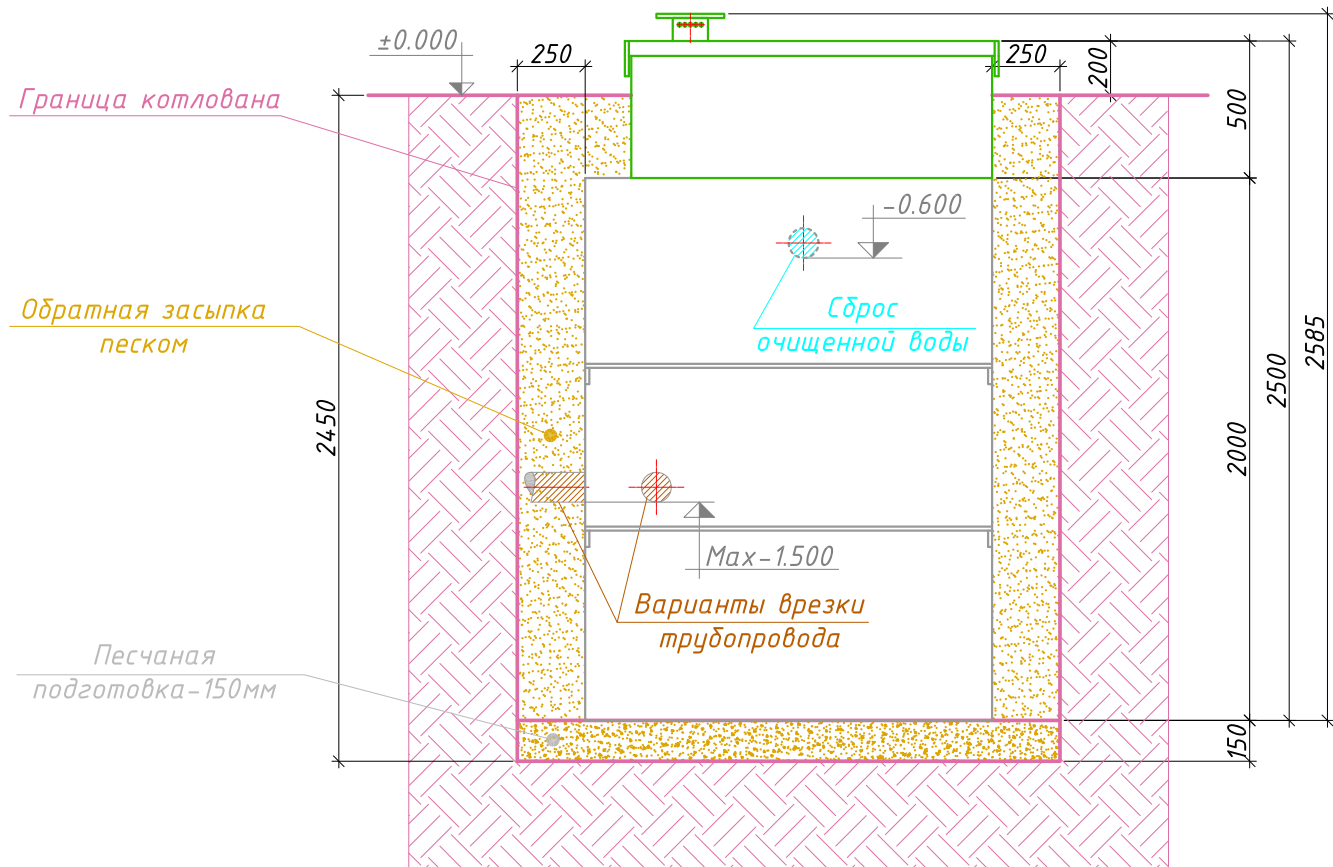 ±0.000
250
250
200
500
Граница котлована
-0.600
Обратная засыпка
песком
Сброс
очищенной воды
2585
2500
2450
2000
Max-1.500
Варианты врезки
трубопровода
Песчаная
подготовка-150мм
150